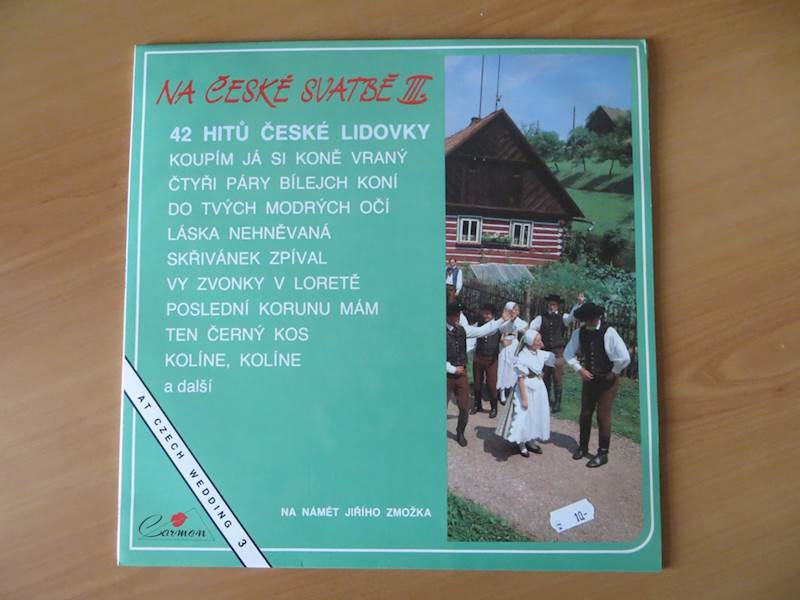 NA ČESKÉ SVATBĚ III
42 HITŮ ČESKÉ LIDOVKY
KOUPÍM JÁ SI KONĚ VRANÝ
ČTYŘI PÁRY BÍLEJCH KONÍ
DO TVÝCH MODRÝCH OČÍ
LÁSKA NEHNĚVANÁ
SKŘIVÁNEK ZPÍVAL
VY ZVONKY V LORETĚ
POSLEDNÍ KORUNU MÁM
TEN ČERNÝ KOS
KOLÍNE, KOLÍNE
a další
AT CZECH WEDDING 3
NA NÁMĚT JIŘÍHO ZMOŽKA
Carmon
10,-